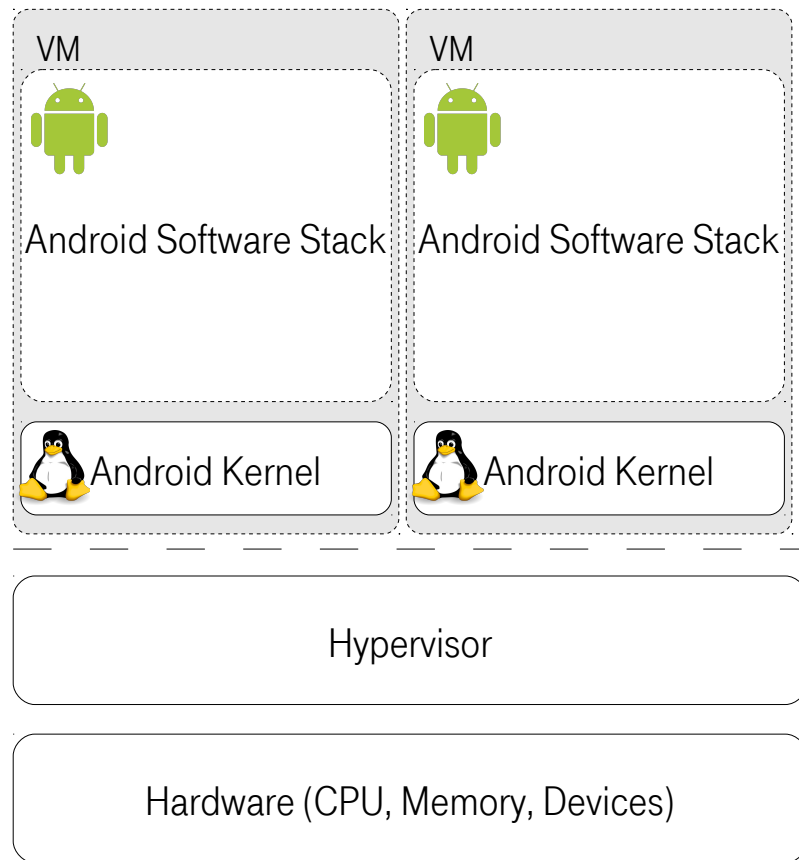 VM
Android Software Stack
Android Kernel
VM
Android Software Stack
Android Kernel
Hypervisor
Hardware (CPU, Memory, Devices)